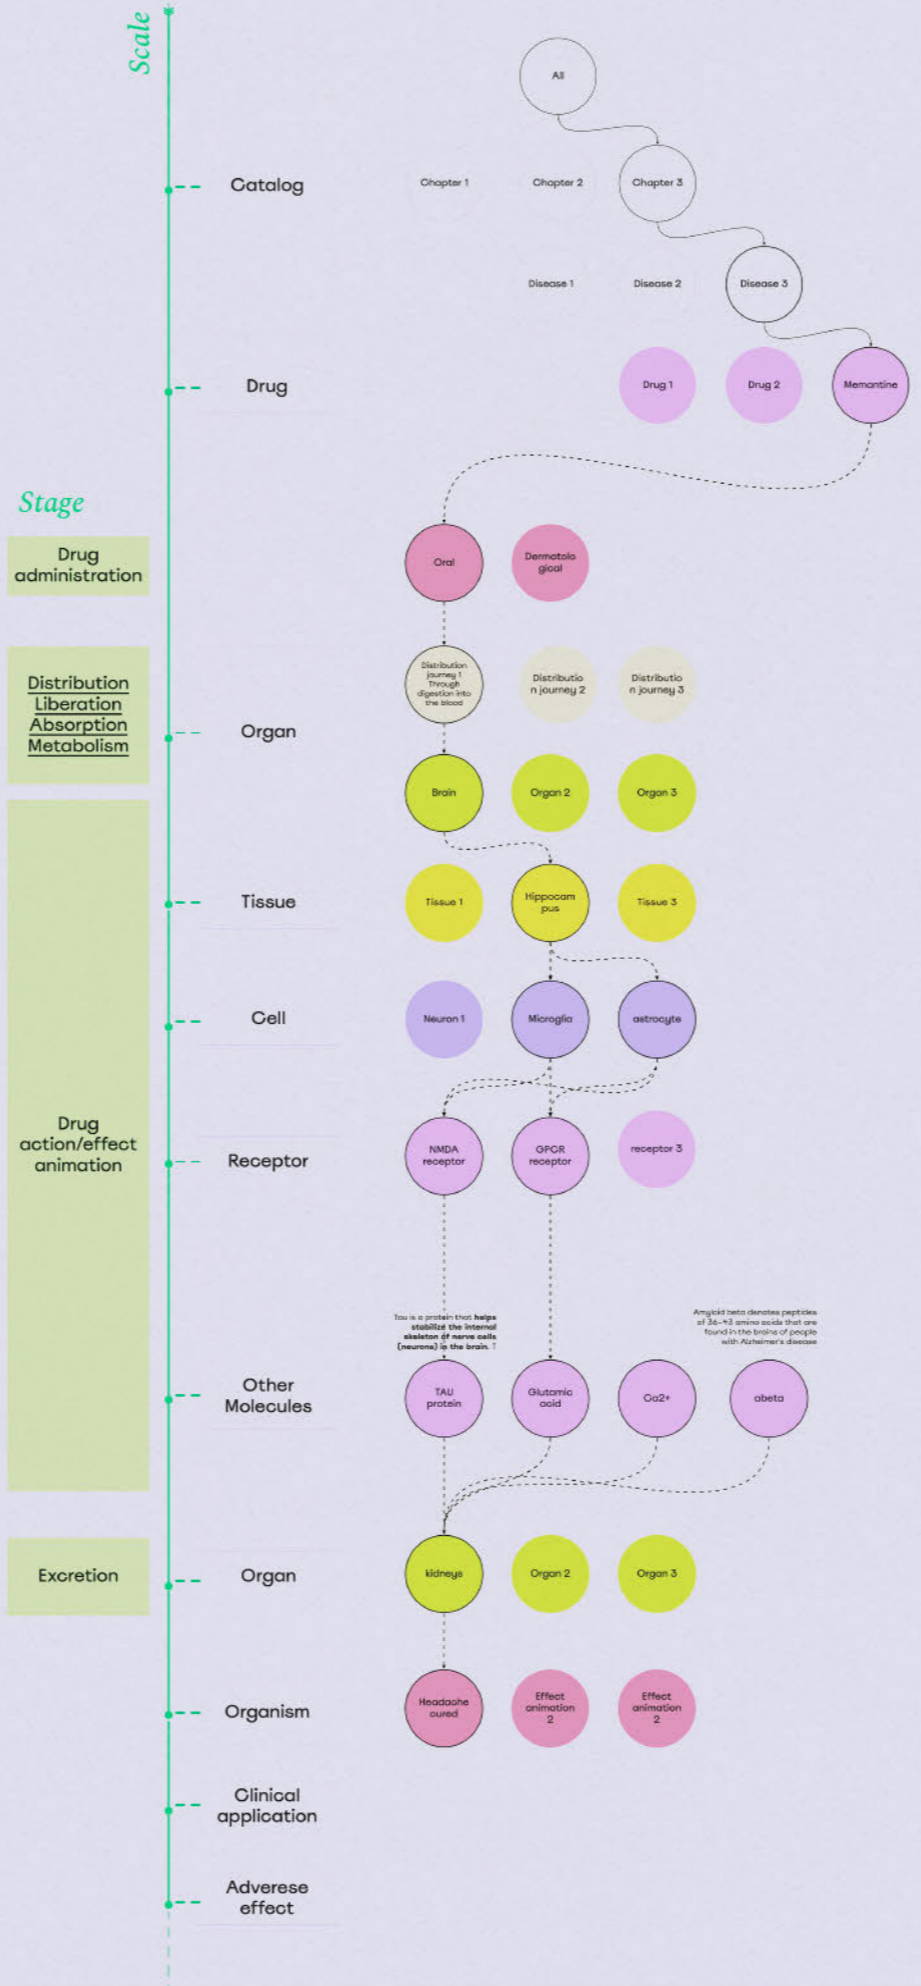 Scale
All
Catalog
Chapter 1
Chapter 2
Chapter 3
Disease 1
Disease 2
Disease 3
Drug
Drug 1
Drug 2
Memantine
Stage
Drug
administration
Oral
Dermatolo
gical
Distribution
Liberation
Absorption
Metabolism
Organ
Distribution
journey 1
Through
digestion into
the blood
Distributio
n journey 2
Distributio
n journey 3
Brain
Organ 2
Organ 3
Tissue
Tissue 1
Hippocam
pus
Tissue 3
Cell
Neuron 1
Microglia
astrocyte
Drug
action/effect
animation
Receptor
NMDA
receptor
GPCR
receptor
receptor 3
Tau is a protein that helps
stabilize the internal
skeleton of nerve cells
(neurons) in the brain. ↑
Amyloid beta denotes peptides
of 36–43 amino acids that are
found in the brains of people
with Alzheimer's disease
Other
Molecules
TAU
protein
Glutamic
acid
Ca2+
abeta
Excretion
Organ
kidneys
Organ 2
Organ 3
Organism
Headache
cured
Effect
animation
2
Effect
animation
2
Clinical
application
Adverese
effect